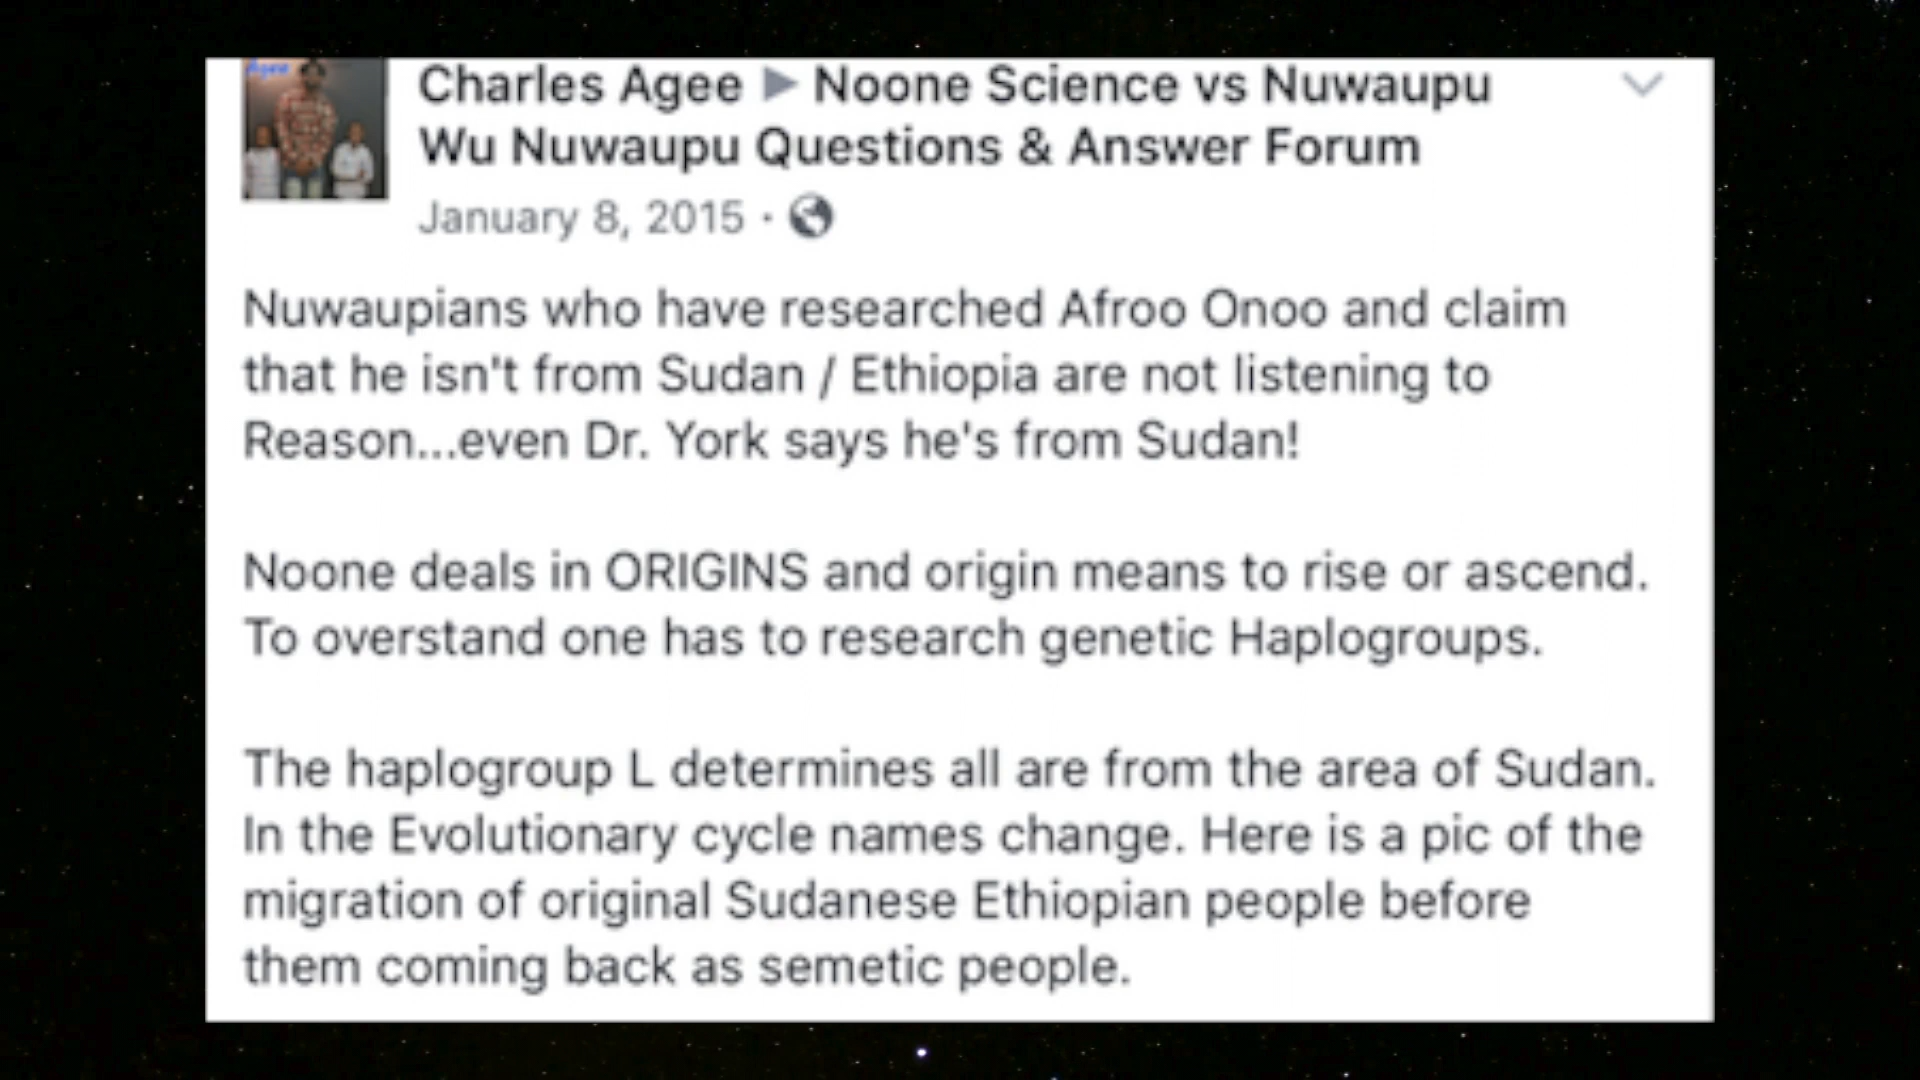 Agee
Charles Agee ▶ Noone Science vs Nuwaupu
Wu Nuwaupu Questions & Answer Forum
January 8, 2015 ·
Nuwaupians who have researched Afroo Onoo and claim
that he isn't from Sudan / Ethiopia are not listening to
Reason...even Dr. York says he's from Sudan!
Noone deals in ORIGINS and origin means to rise or ascend.
To overstand one has to research genetic Haplogroups.
The haplogroup L determines all are from the area of Sudan.
In the Evolutionary cycle names change. Here is a pic of the
migration of original Sudanese Ethiopian people before
them coming back as semetic people.